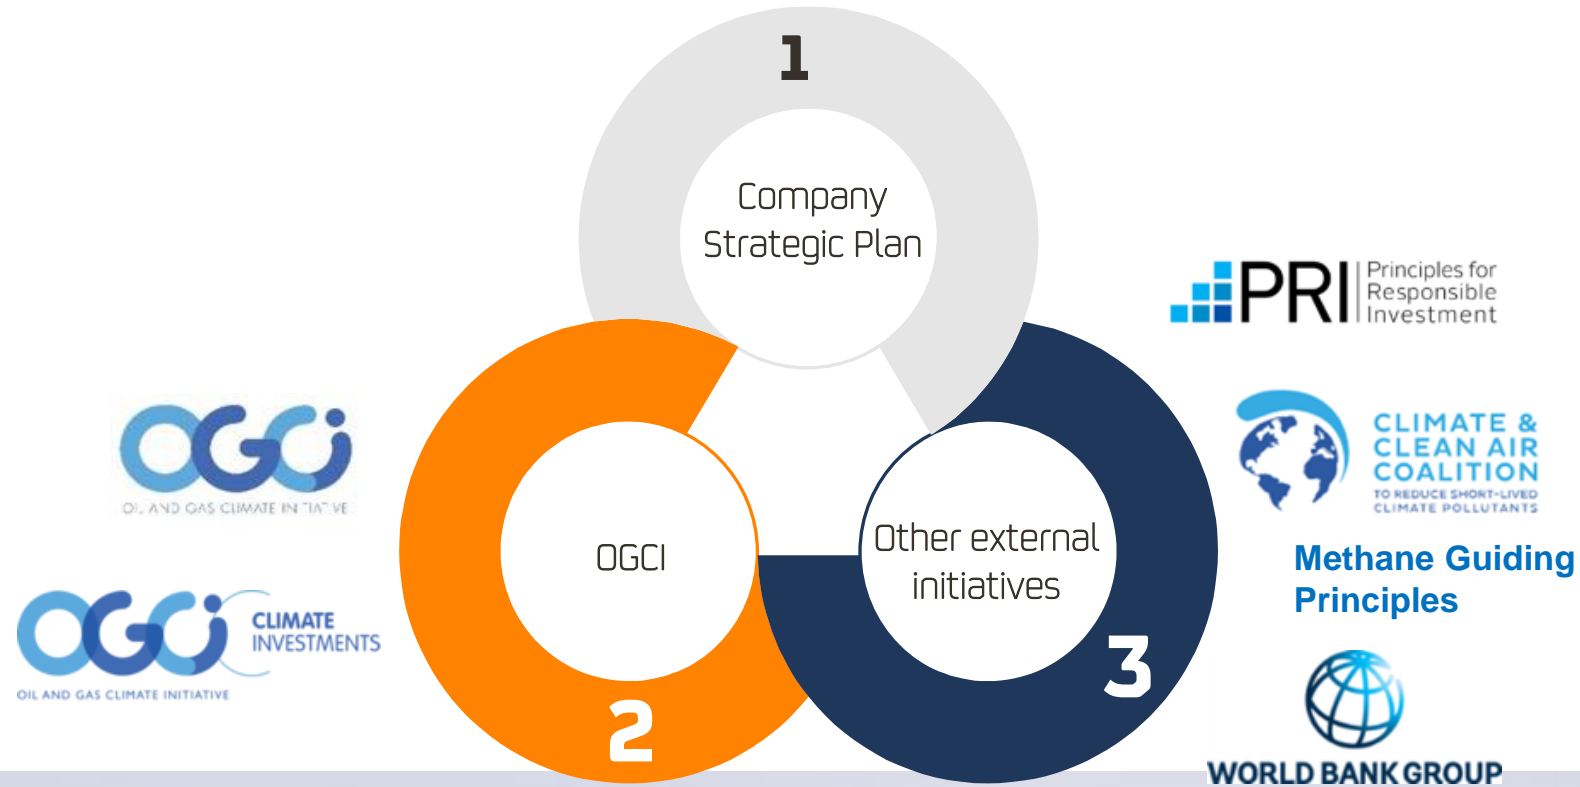 1
Company
Strategic Plan
PRI
Principles for
Responsible
Investment
OGCi
OIL AND GAS CLIMATE INITIATIVE
CLIMATE &
CLEAN AIR
COALITION
TO REDUCE SHORT-LIVED
CLIMATE POLLUTANTS
OGCI
Other external
initiatives
Methane Guiding
Principles
OGCi
CLIMATE
INVESTMENTS
OIL AND GAS CLIMATE INITIATIVE
2
3
WORLD BANK GROUP